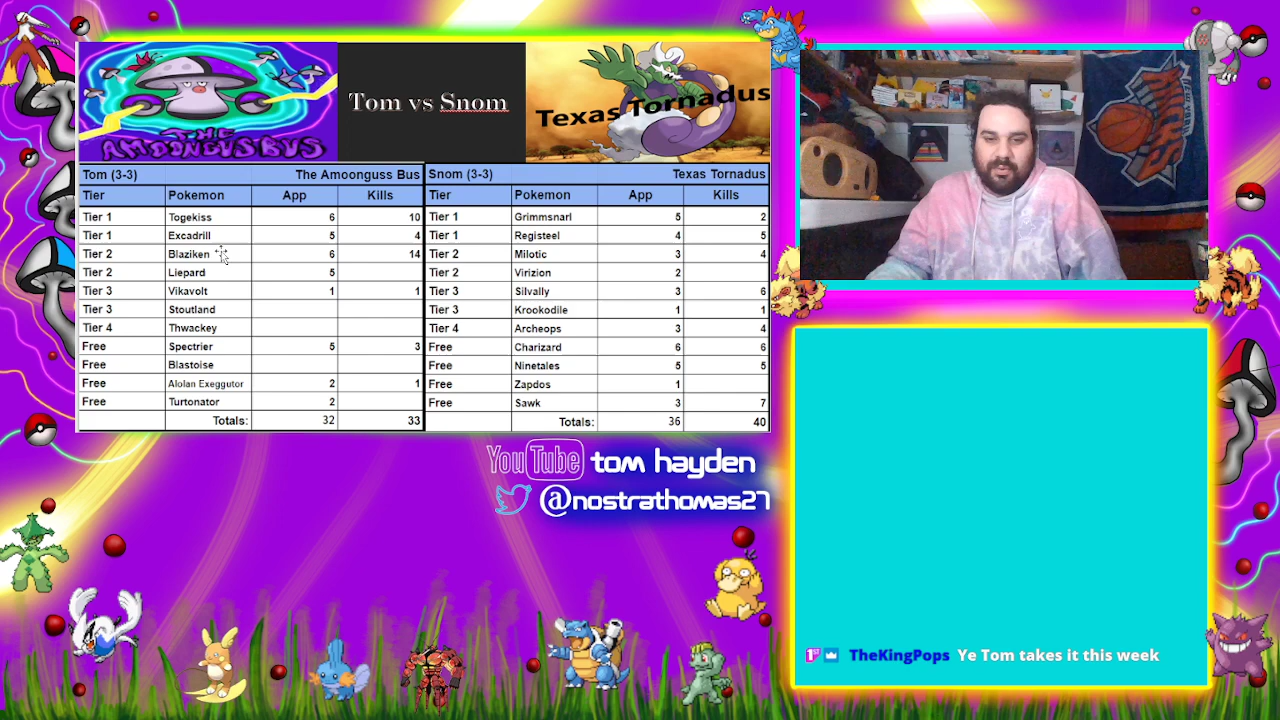 THE
AMOONGUSS BUS
Tom vs Snom
Texas Tornadus
Tom (3-3) The Amoonguss Bus
Tier Pokemon App Kills
Tier 1 Togekiss 6 10
Tier 1 Excadrill 5 4
Tier 2 Blaziken 6 14
Tier 2 Liepard 5
Tier 3 Vikavolt 1 1
Tier 3 Stoutland
Tier 4 Thwackey
Free Spectrier 5 3
Free Blastoise
Free Alolan Exeggutor 2 1
Free Turtonator 2
Totals: 32 33
Snom (3-3) Texas Tornadus
Tier Pokemon App Kills
Tier 1 Grimmsnarl 5 2
Tier 1 Registeel 4 5
Tier 2 Milotic 3 4
Tier 2 Virizion 2
Tier 3 Silvally 3 6
Tier 3 Krookodile 1 1
Tier 4 Archeops 3 4
Free Charizard 6 6
Free Ninetales 5 5
Free Zapdos 1
Free Sawk 3 7
Totals: 36 40
YouTube tom hayden
@nostrathomas27
KNICKS
1ST TheKingPops Ye Tom takes it this week